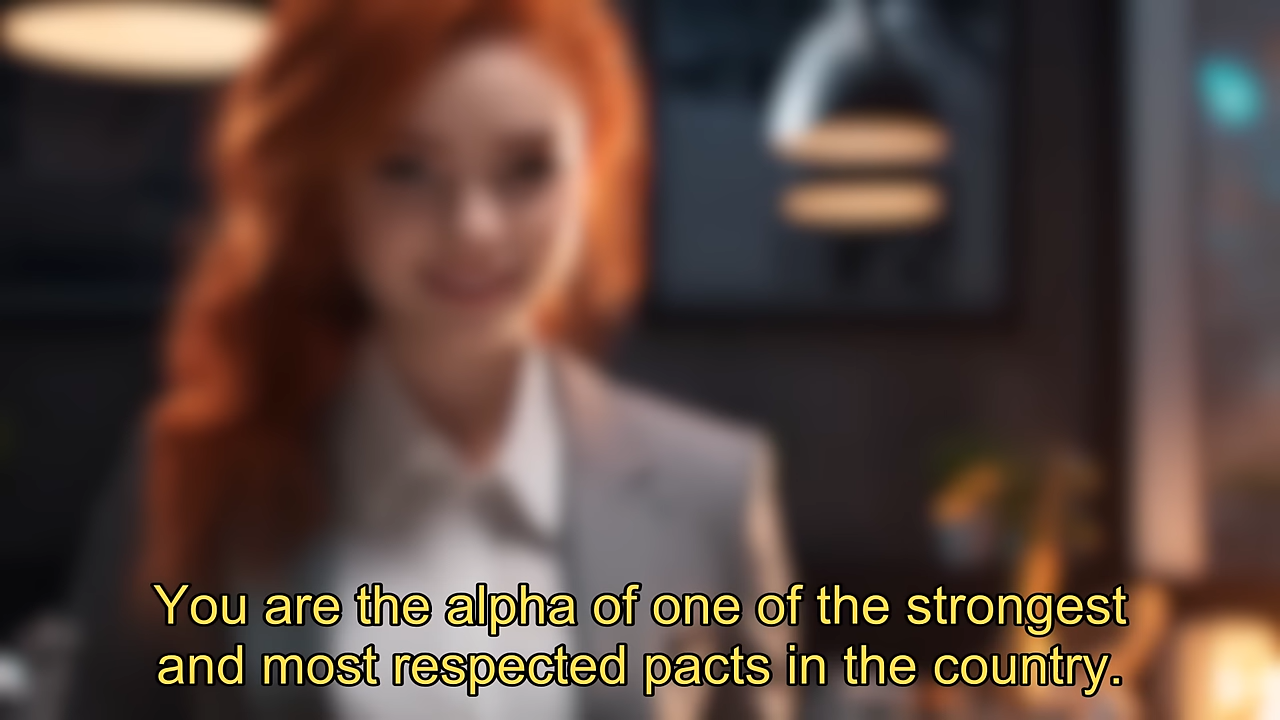 You are the alpha of one of the strongest
and most respected pacts in the country.